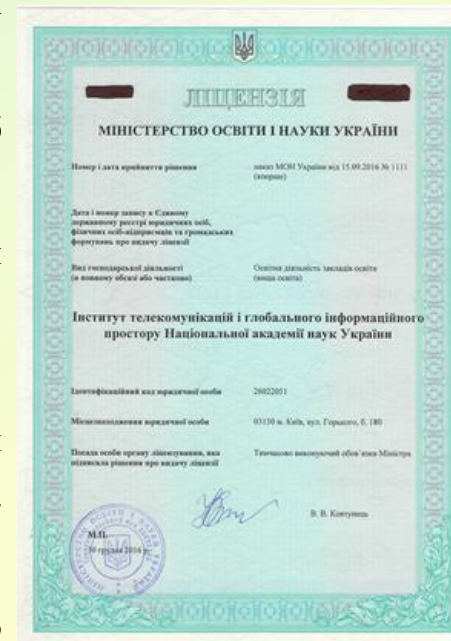 ЛІЦЕНЗІЯ
МІНІСТЕРСТВО ОСВІТИ І НАУКИ УКРАЇНИ
Номер і дата прийняття рішення
наказ МОН України від 15.09.2016 № 1111
(вперше)
Дата і номер запису в Єдиному
державному реєстрі юридичних осіб,
фізичних осіб-підприємців та громадських
формувань про видачу ліцензії
Вид господарської діяльності
(в повному обсязі або частково)
Освітня діяльність закладів освіти
(вища освіта)
Інститут телекомунікацій і глобального інформаційного
простору Національної академії наук України
Ідентифікаційний код юридичної особи
26022051
Місцезнаходження юридичної особи
03150 м. Київ, вул. Горького, б. 180
Посада особи органу ліцензування, яка
підписала рішення про видачу ліцензії
Тимчасово виконуючий обов'язки Міністра
В. В. Ковтунець
М.П.
30 грудня 2016 р.